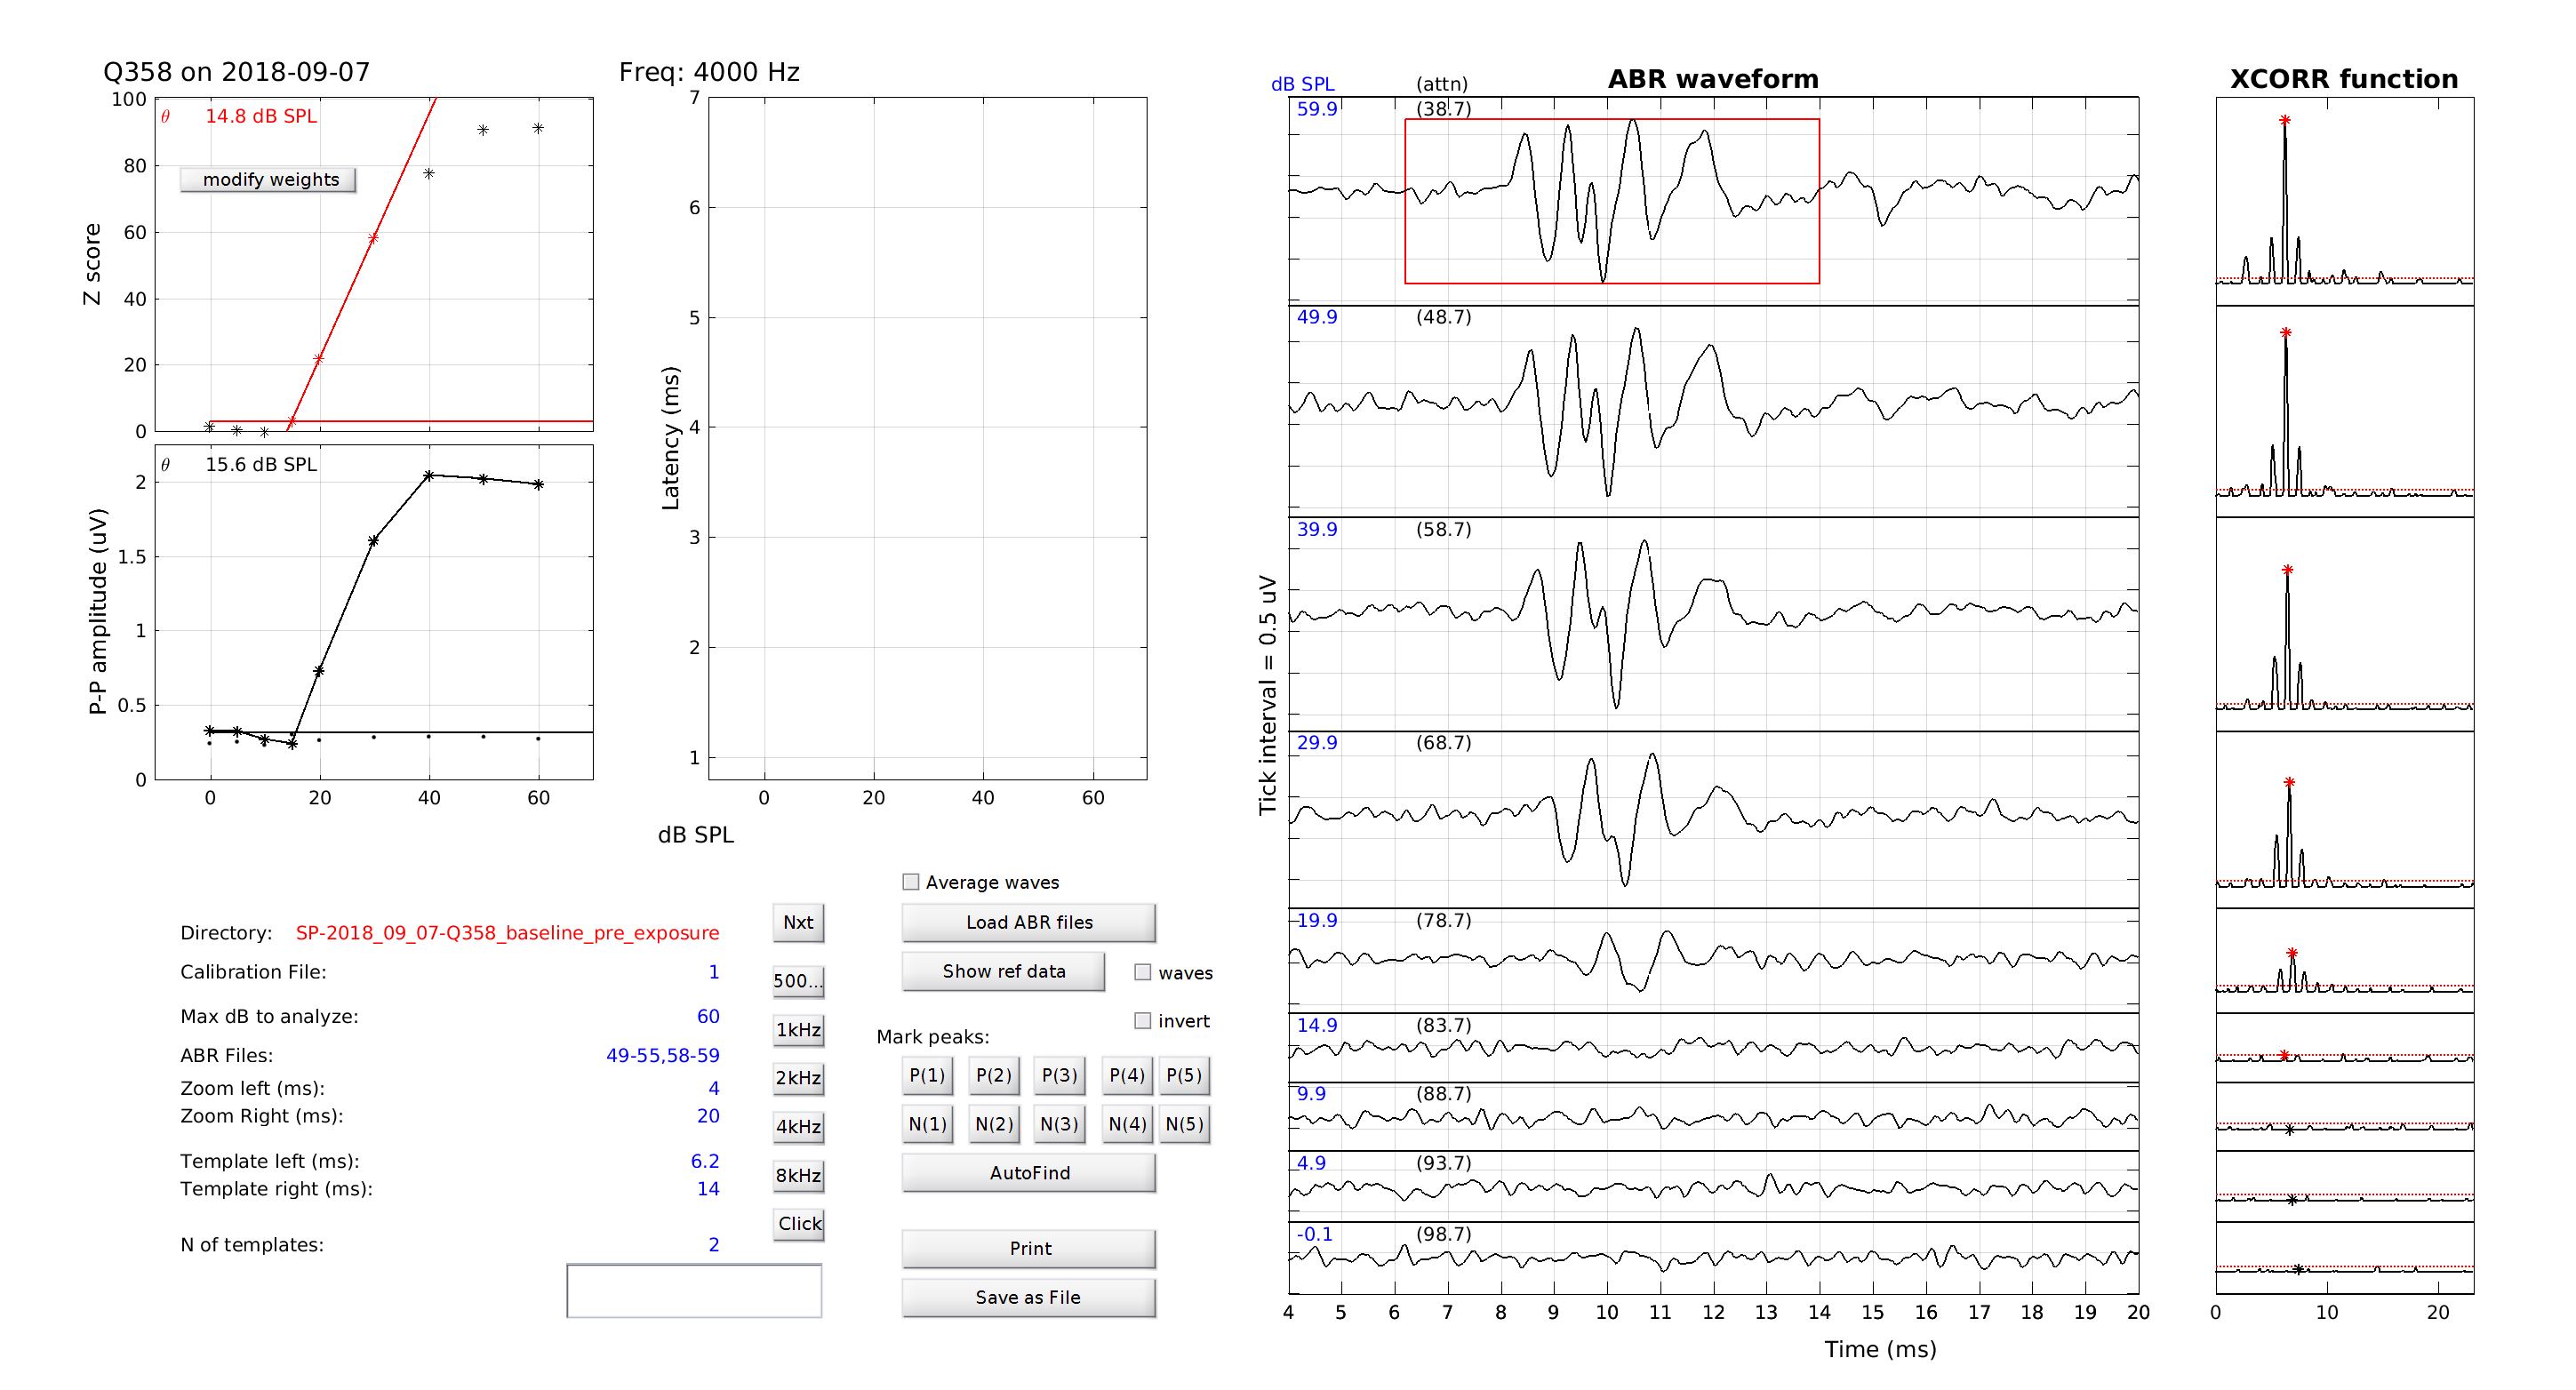 Q358 on 2018-09-07
Freq: 4000 Hz
θ 14.8 dB SPL
modify weights
Z score
100
80
60
40
20
0
θ 15.6 dB SPL
P-P amplitude (uV)
2
1.5
1
0.5
0
0 20 40 60
Latency (ms)
7
6
5
4
3
2
1
0 20 40 60
dB SPL
Directory: SP-2018_09_07-Q358_baseline_pre_exposure
Calibration File: 1
Max dB to analyze: 60
ABR Files: 49-55,58-59
Zoom left (ms): 4
Zoom Right (ms): 20
Template left (ms): 6.2
Template right (ms): 14
N of templates: 2
Nxt
500...
1kHz
2kHz
4kHz
8kHz
Click
Average waves
Load ABR files
Show ref data
waves
invert
Mark peaks:
P(1) P(2) P(3) P(4) P(5)
N(1) N(2) N(3) N(4) N(5)
AutoFind
Print
Save as File
dB SPL (attn) ABR waveform
59.9 (38.7)
49.9 (48.7)
39.9 (58.7)
29.9 (68.7)
19.9 (78.7)
14.9 (83.7)
9.9 (88.7)
4.9 (93.7)
-0.1 (98.7)
Tick interval = 0.5 uV
4 5 6 7 8 9 10 11 12 13 14 15 16 17 18 19 20
Time (ms)
XCORR function
0 10 20